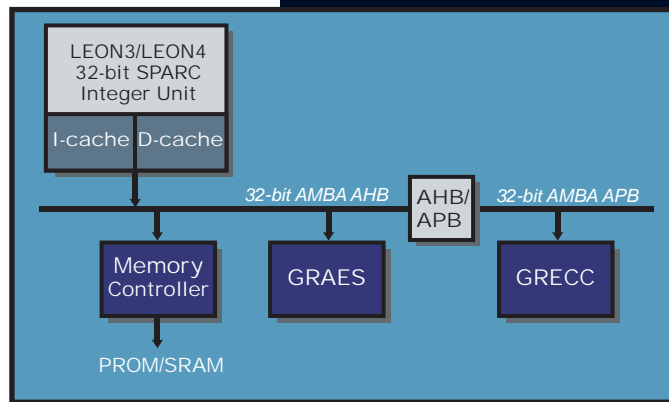 LEON3/LEON4
32-bit SPARC
Integer Unit
I-cache
D-cache
32-bit AMBA AHB
AHB/
APB
32-bit AMBA APB
Memory
Controller
GRAES
GRECC
PROM/SRAM